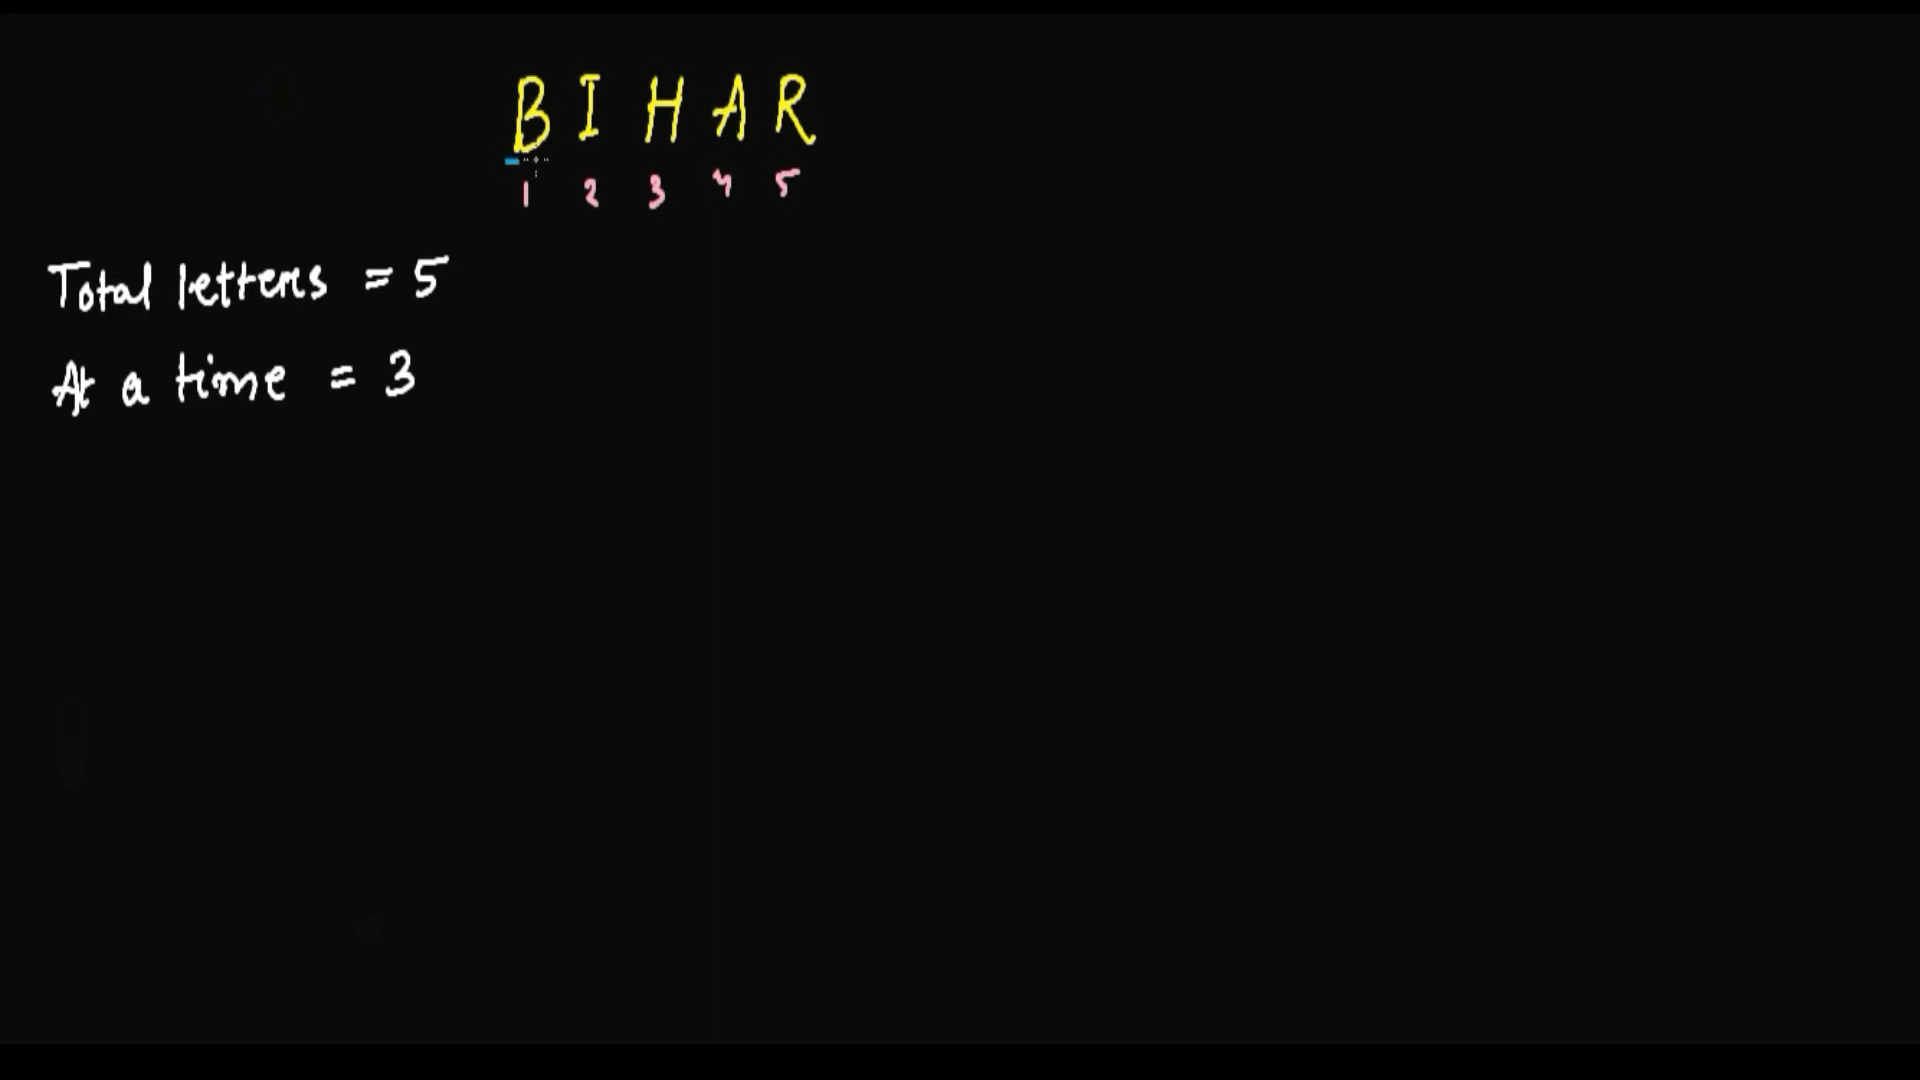 B I H A R
1 2 3 4 5
Total letters = 5
At a time = 3